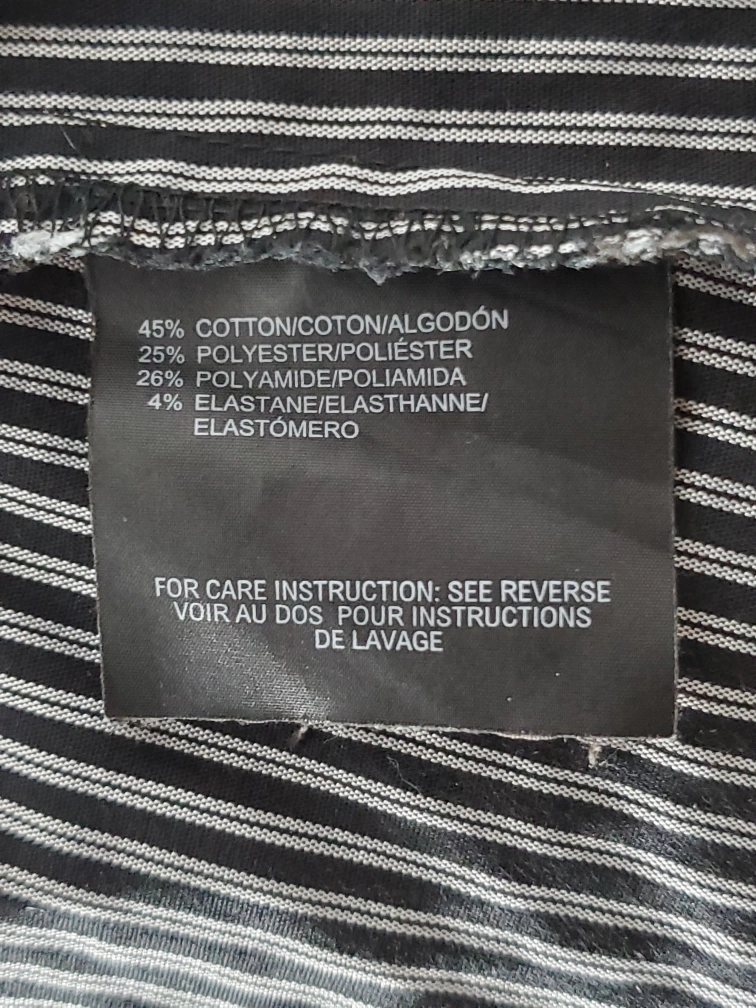 45% COTTON/COTON/ALGODÓN
25% POLYESTER/POLIÉSTER
26% POLYAMIDE/POLIAMIDA
4% ELASTANE/ELASTHANNE/
ELASTÓMERO
FOR CARE INSTRUCTION: SEE REVERSE
VOIR AU DOS POUR INSTRUCTIONS
DE LAVAGE